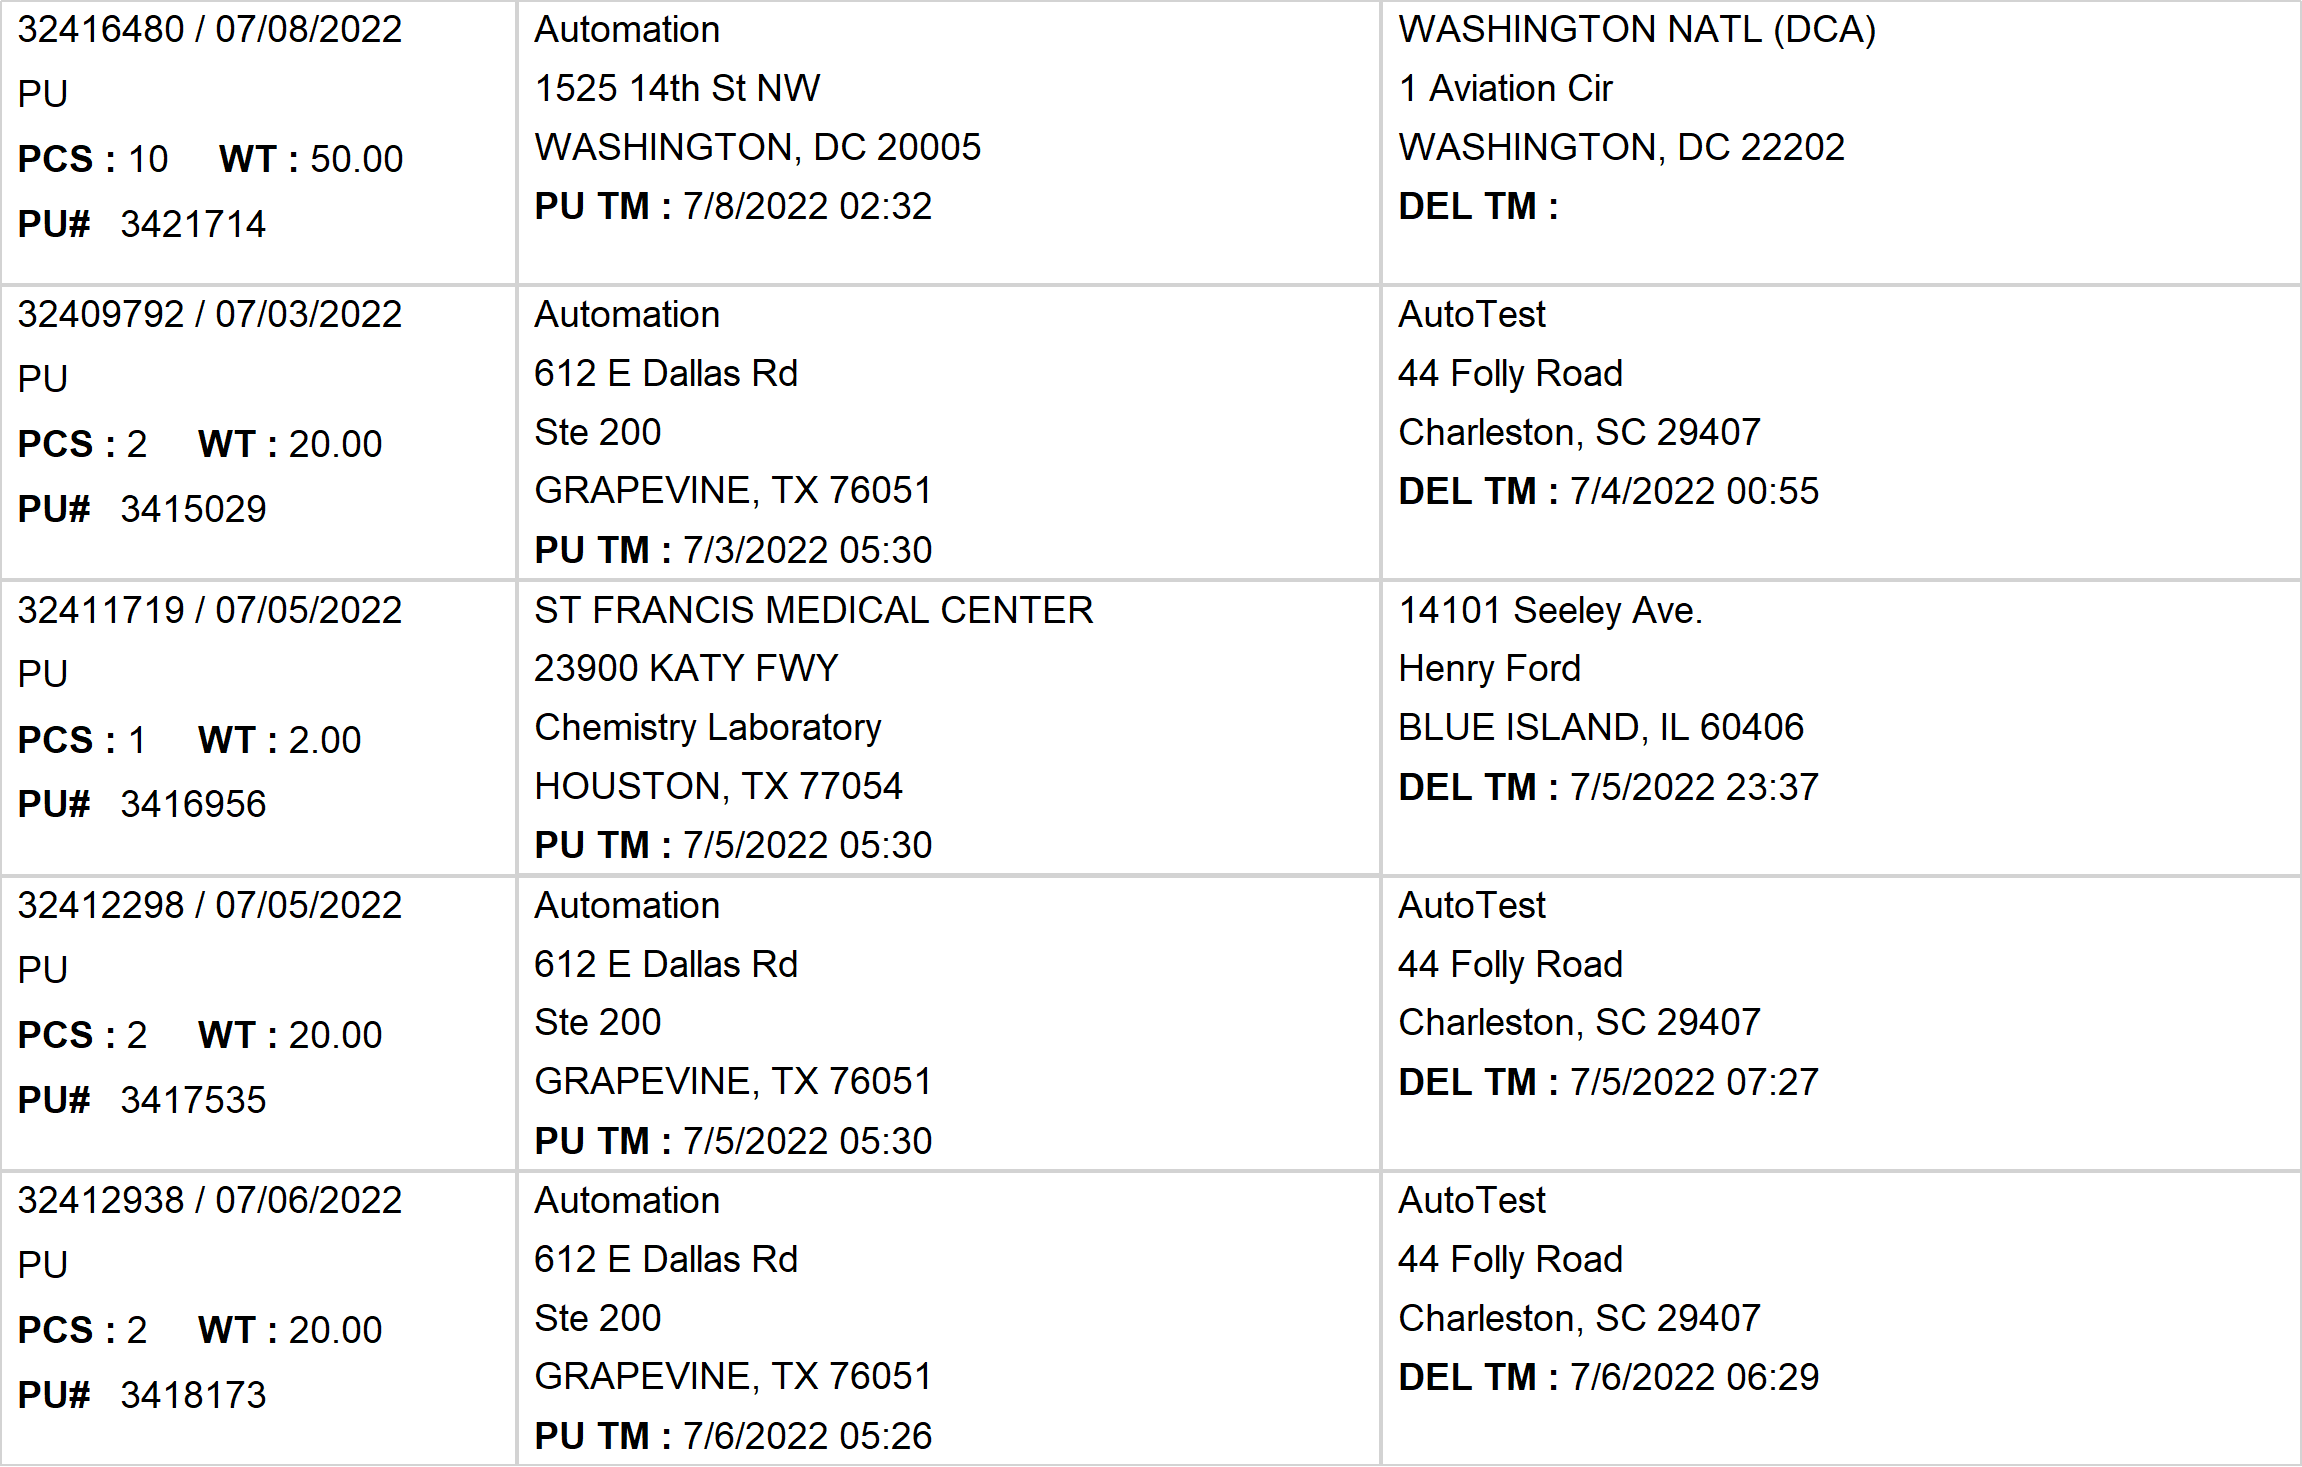 32416480 / 07/08/2022
PU
PCS : 10 WT : 50.00
PU# 3421714
Automation
1525 14th St NW
WASHINGTON, DC 20005
PU TM : 7/8/2022 02:32
WASHINGTON NATL (DCA)
1 Aviation Cir
WASHINGTON, DC 22202
DEL TM :
32409792 / 07/03/2022
PU
PCS : 2 WT : 20.00
PU# 3415029
Automation
612 E Dallas Rd
Ste 200
GRAPEVINE, TX 76051
PU TM : 7/3/2022 05:30
AutoTest
44 Folly Road
Charleston, SC 29407
DEL TM : 7/4/2022 00:55
32411719 / 07/05/2022
PU
PCS : 1 WT : 2.00
PU# 3416956
ST FRANCIS MEDICAL CENTER
23900 KATY FWY
Chemistry Laboratory
HOUSTON, TX 77054
PU TM : 7/5/2022 05:30
14101 Seeley Ave.
Henry Ford
BLUE ISLAND, IL 60406
DEL TM : 7/5/2022 23:37
32412298 / 07/05/2022
PU
PCS : 2 WT : 20.00
PU# 3417535
Automation
612 E Dallas Rd
Ste 200
GRAPEVINE, TX 76051
PU TM : 7/5/2022 05:30
AutoTest
44 Folly Road
Charleston, SC 29407
DEL TM : 7/5/2022 07:27
32412938 / 07/06/2022
PU
PCS : 2 WT : 20.00
PU# 3418173
Automation
612 E Dallas Rd
Ste 200
GRAPEVINE, TX 76051
PU TM : 7/6/2022 05:26
AutoTest
44 Folly Road
Charleston, SC 29407
DEL TM : 7/6/2022 06:29